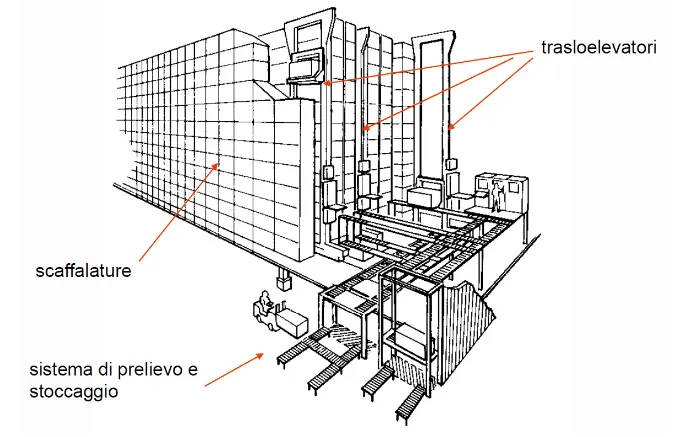 trasloelevatori
scaffalature
sistema di prelievo e
stoccaggio